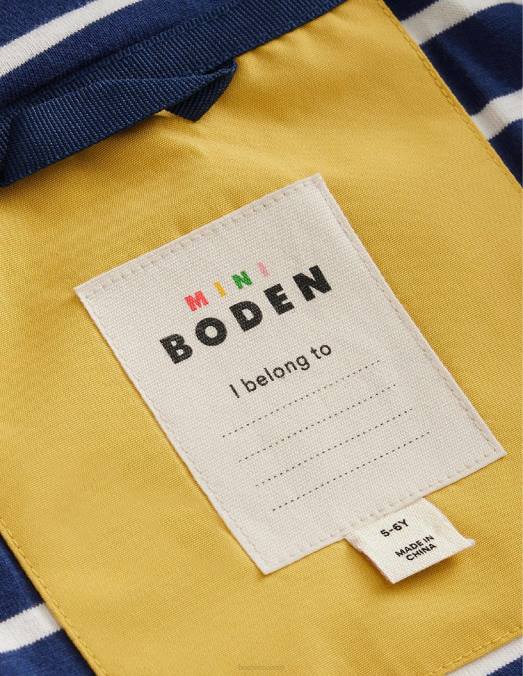 MINI
BODEN
I belong to
5-6Y
MADE IN
CHINA